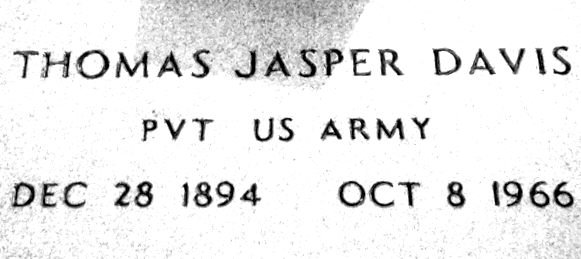 THOMAS JASPER DAVIS
PVT US ARMY
DEC 28 1894 OCT 8 1966